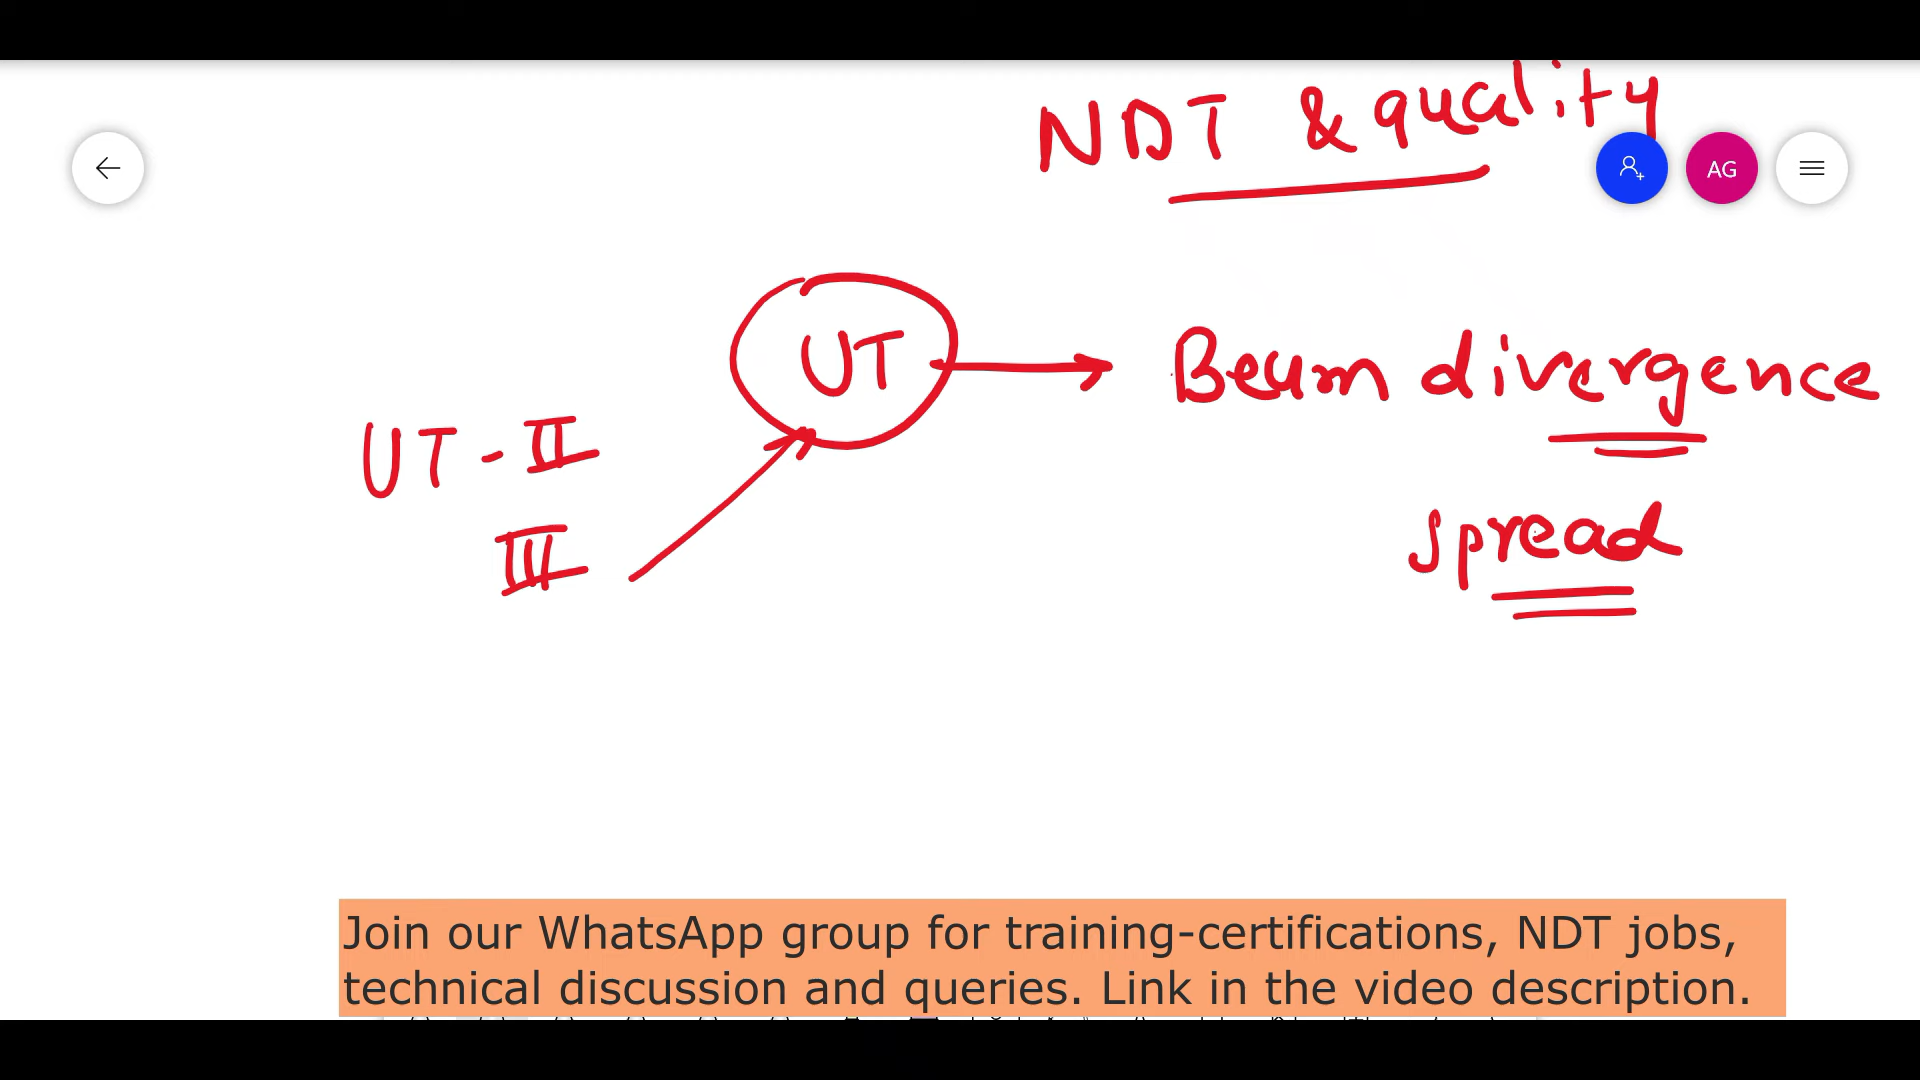 NDT & quality
AG
UT → Beam divergence
UT - II
III
spread
Join our WhatsApp group for training-certifications, NDT jobs,
technical discussion and queries. Link in the video description.